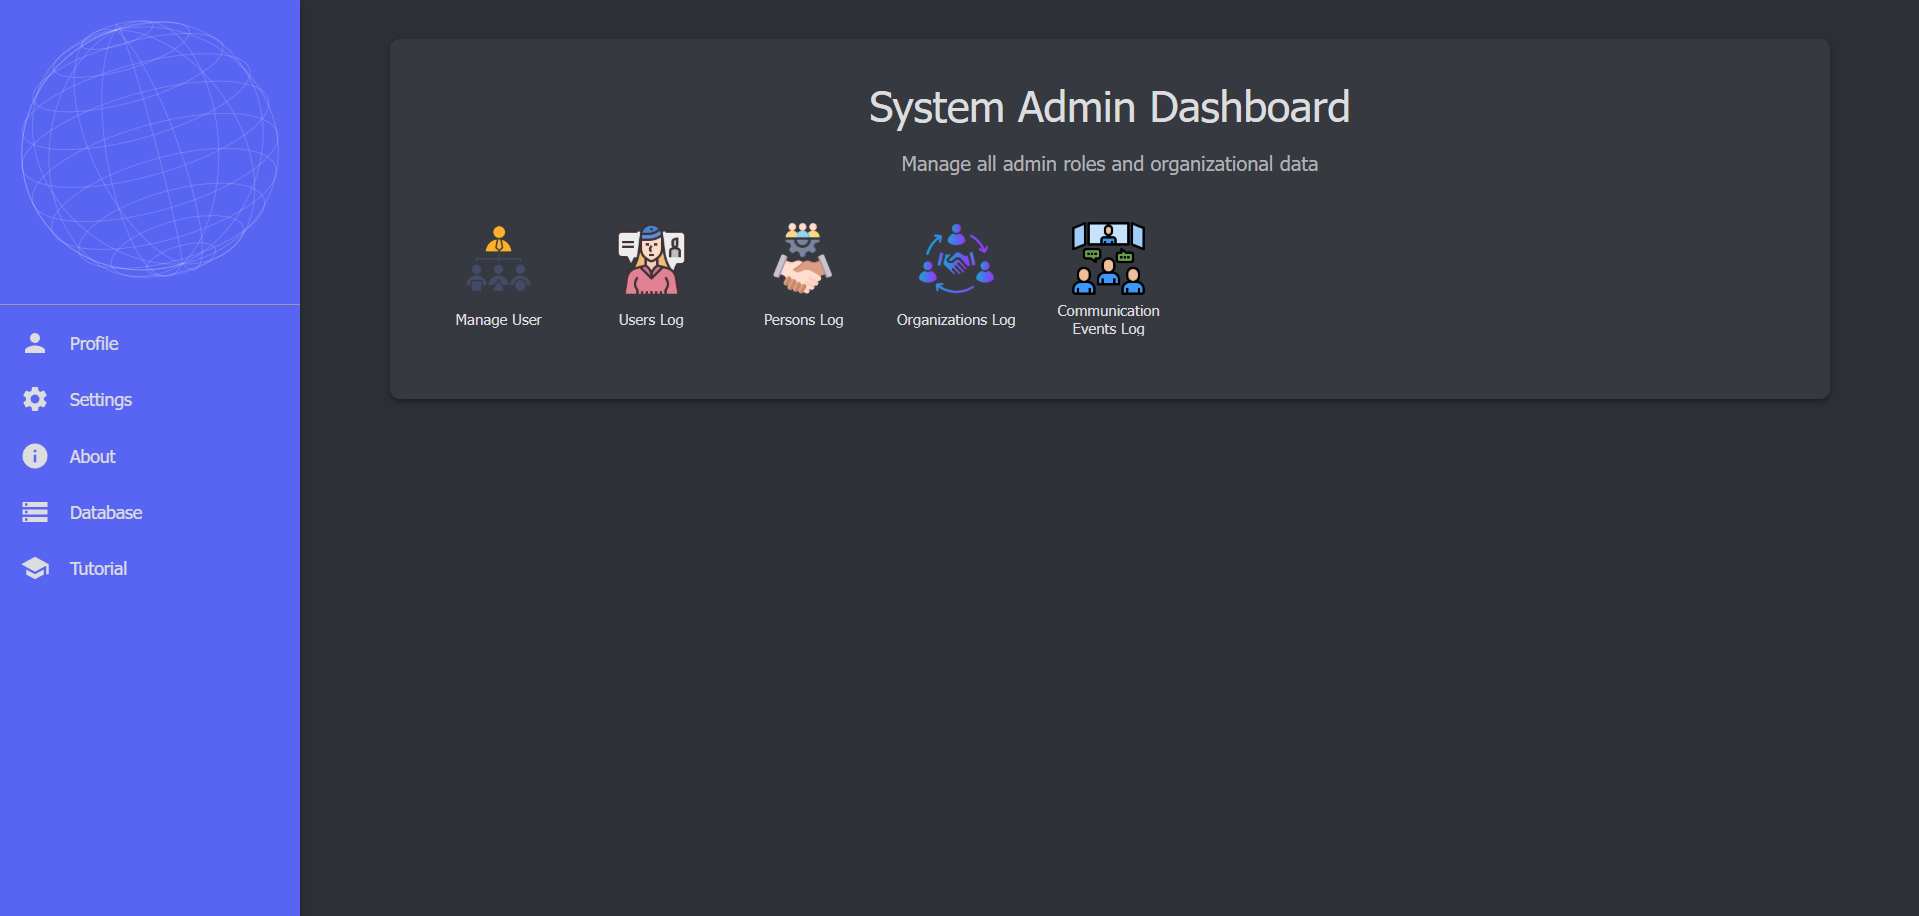 System Admin Dashboard
Manage all admin roles and organizational data
Manage User
Users Log
Persons Log
Organizations Log
Communication
Events Log
Profile
Settings
About
Database
Tutorial